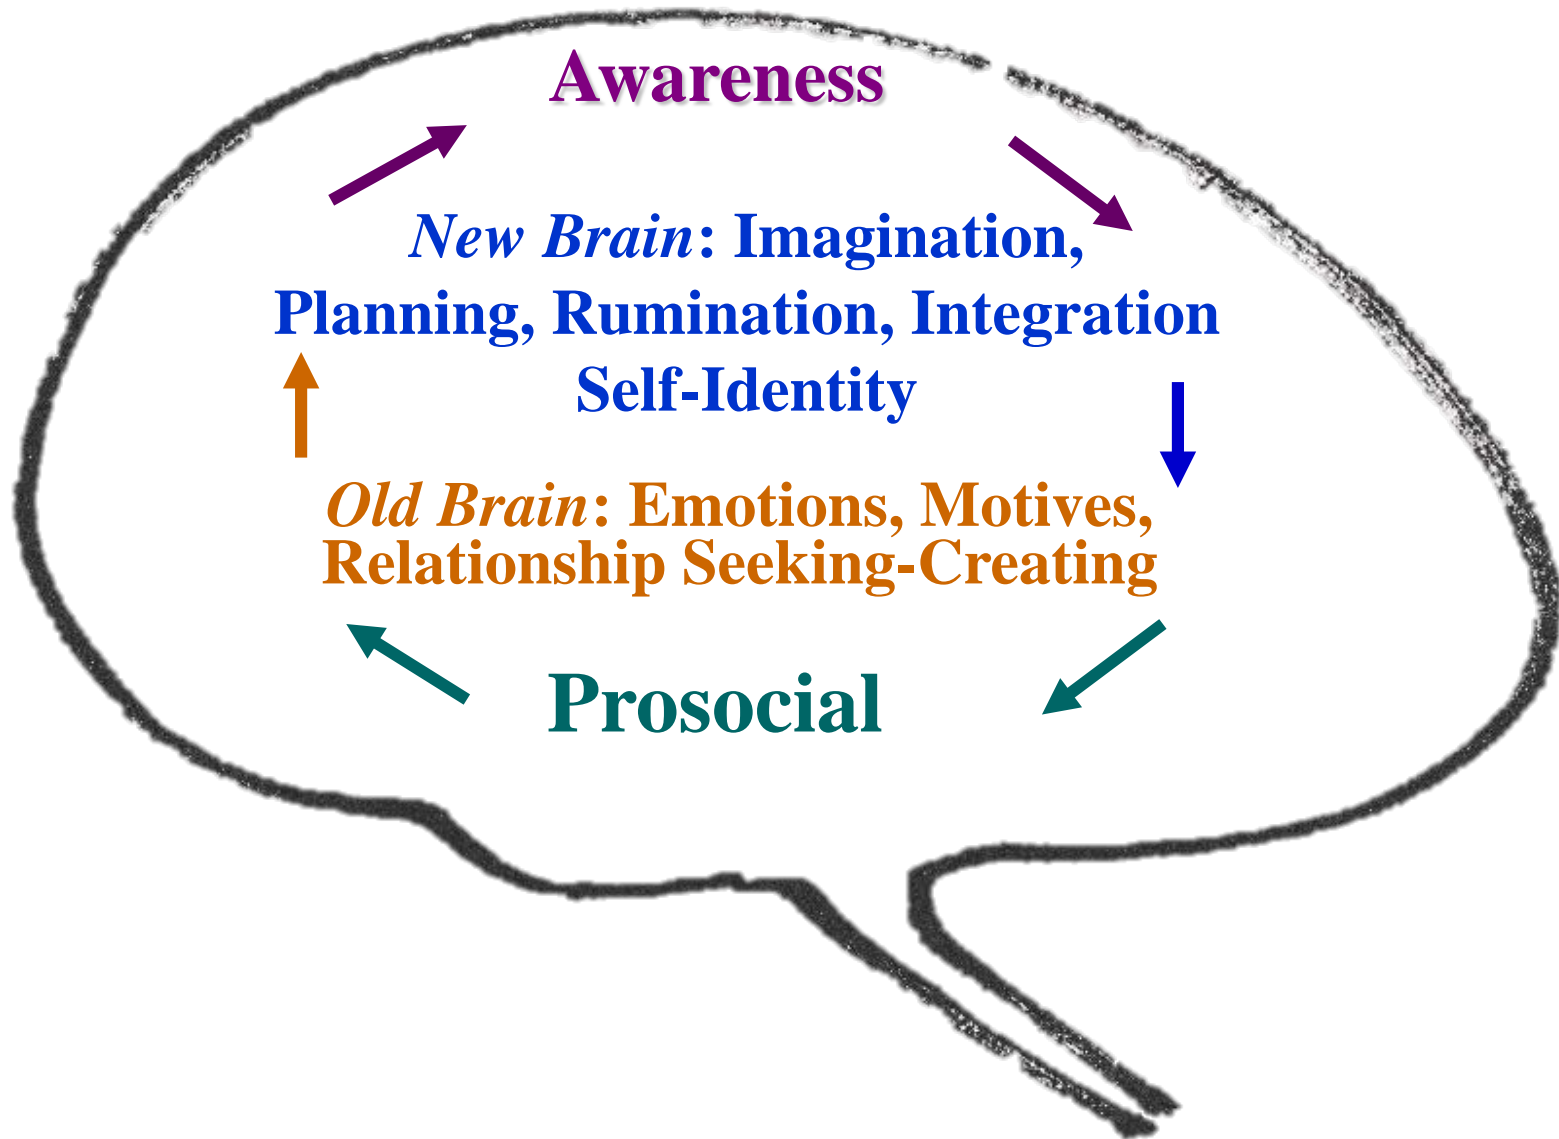 Awareness
New Brain: Imagination,
Planning, Rumination, Integration
Self-Identity
Old Brain: Emotions, Motives,
Relationship Seeking-Creating
Prosocial